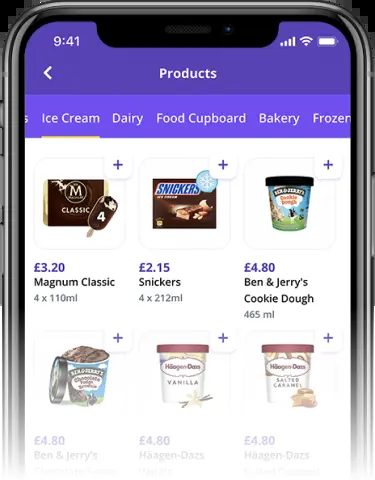 9:41
Products
s Ice Cream Dairy Food Cupboard Bakery Frozen
M
CLASSIC
4
SNICKERS
ICE CREAM
BEN & JERRY'S
Cookie
Dough
£3.20 £2.15 £4.80
Magnum Classic Snickers Ben & Jerry's
Cookie Dough
4 x 110ml 4 x 212ml 465 ml
BEN & JERRY'S
Chocolate
Fudge
Brownie
Häagen-Dazs
VANILLA
Häagen-Dazs
SALTED
CARAMEL
£4.80 £4.80 £4.80
Ben & Jerry's Häagen-Dazs Häagen-Dazs
Vanilla Salted Caramel